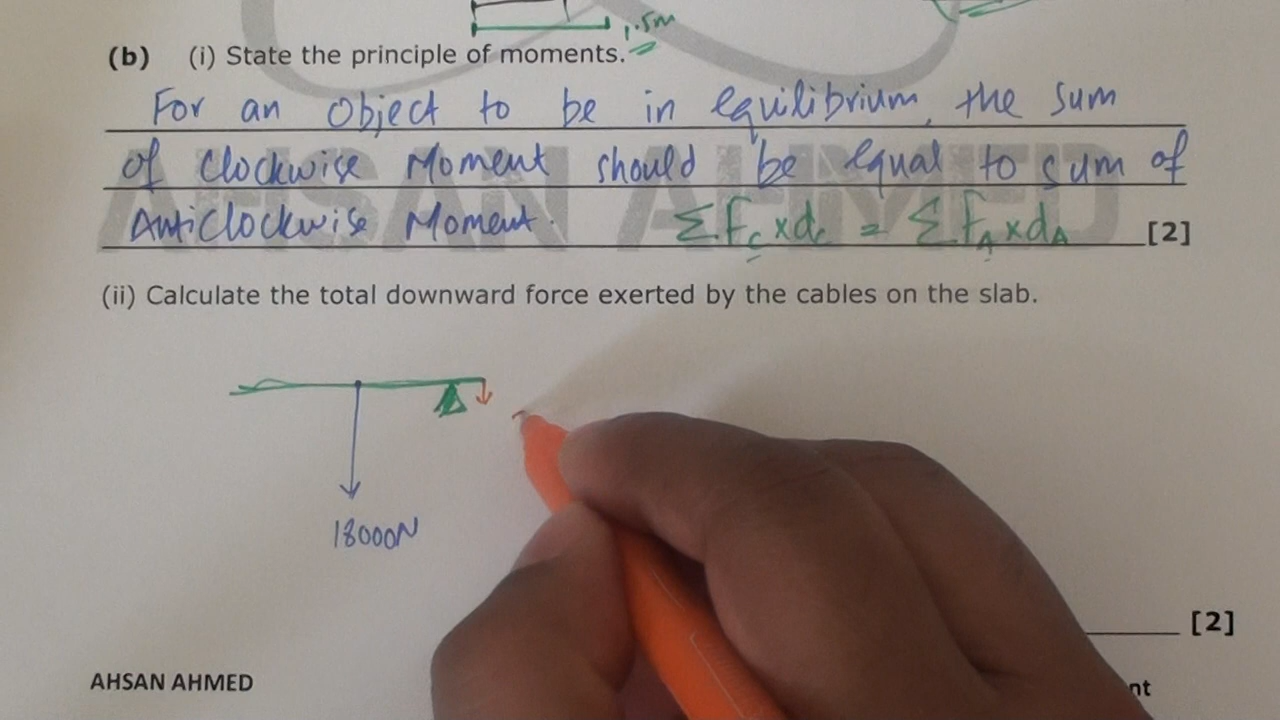 1.5m
(b) (i) State the principle of moments.
For an object to be in equilibrium, the sum
of clockwise Moment should be equal to sum of
Anticlockwise Moment. ΣFc×dc = ΣFA×dA [2]
AHSAN AHMED
(ii) Calculate the total downward force exerted by the cables on the slab.
18000N
[2]
AHSAN AHMED
nt